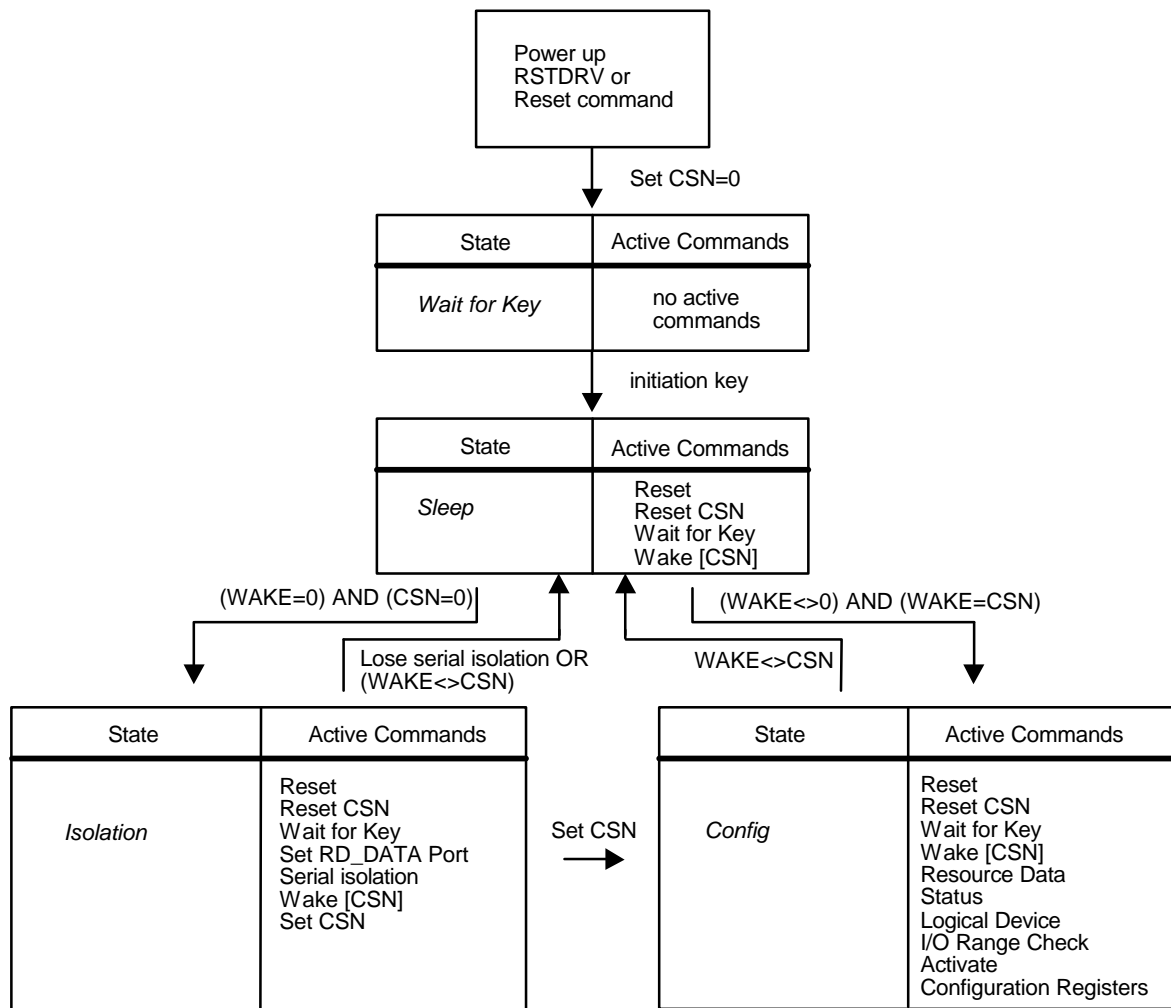 Power up
RSTDRV or
Reset command
Set CSN=0
State
Active Commands
Wait for Key
no active
commands
initiation key
State
Active Commands
Sleep
Reset
Reset CSN
Wait for Key
Wake [CSN]
(WAKE=0) AND (CSN=0)
(WAKE<>0) AND (WAKE=CSN)
Lose serial isolation OR
(WAKE<>CSN)
WAKE<>CSN
State
Active Commands
Isolation
Reset
Reset CSN
Wait for Key
Set RD_DATA Port
Serial isolation
Wake [CSN]
Set CSN
Set CSN
State
Active Commands
Config
Reset
Reset CSN
Wait for Key
Wake [CSN]
Resource Data
Status
Logical Device
I/O Range Check
Activate
Configuration Registers